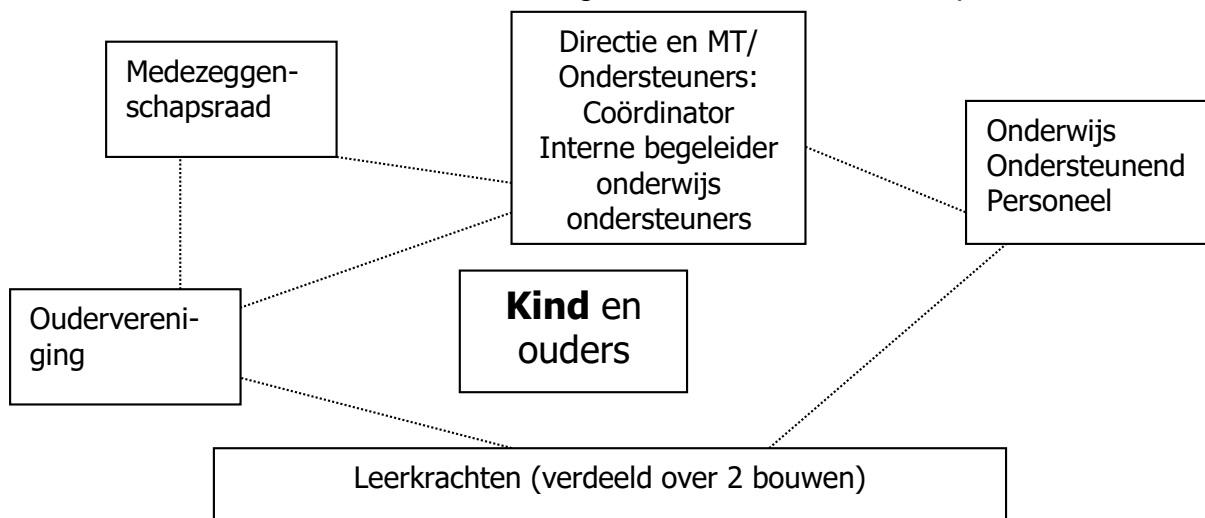 Medezeggen-
schapsraad
Directie en MT/
Ondersteuners:
Coördinator
Interne begeleider
onderwijs
ondersteuners
Onderwijs
Ondersteunend
Personeel
Oudervereni-
ging
Kind en
ouders
Leerkrachten (verdeeld over 2 bouwen)